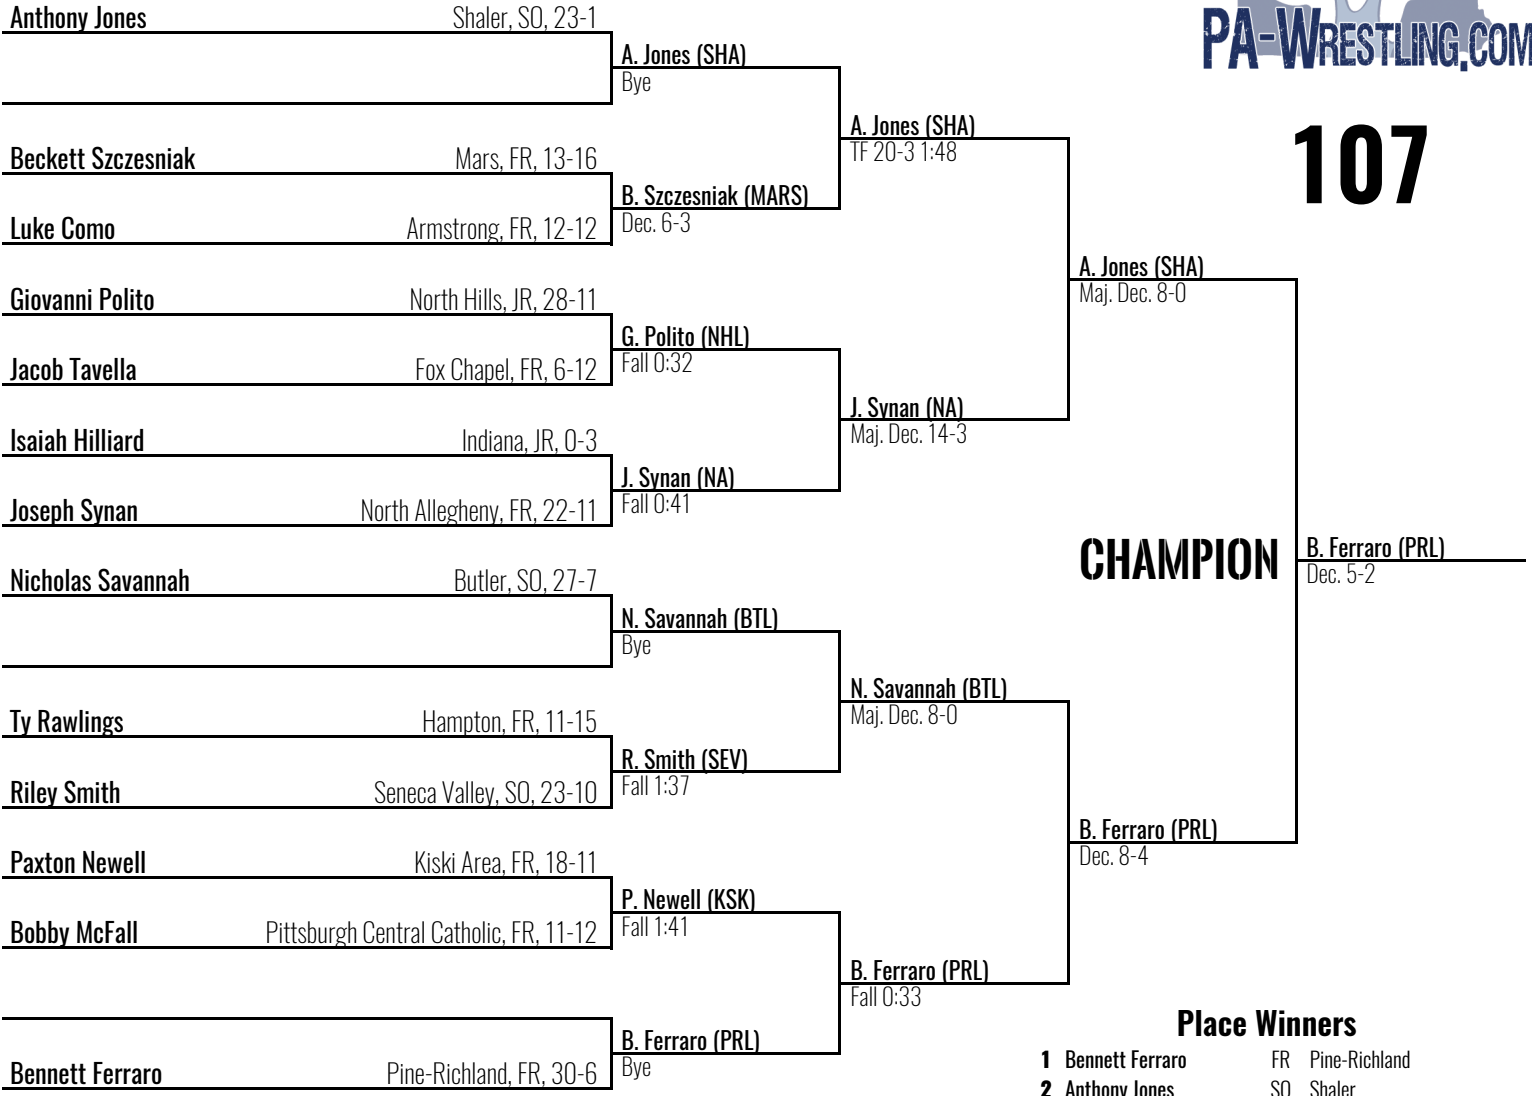 Anthony Jones Shaler, SO, 23-1
A. Jones (SHA)
Bye
Beckett Szczesniak Mars, FR, 13-16
Luke Como Armstrong, FR, 12-12
B. Szczesniak (MARS)
Dec. 6-3
A. Jones (SHA)
TF 20-3 1:48
Giovanni Polito North Hills, JR, 28-11
Jacob Tavella Fox Chapel, FR, 6-12
G. Polito (NHL)
Fall 0:32
Isaiah Hilliard Indiana, JR, 0-3
Joseph Synan North Allegheny, FR, 22-11
J. Synan (NA)
Fall 0:41
J. Synan (NA)
Maj. Dec. 14-3
A. Jones (SHA)
Maj. Dec. 8-0
Nicholas Savannah Butler, SO, 27-7
N. Savannah (BTL)
Bye
Ty Rawlings Hampton, FR, 11-15
Riley Smith Seneca Valley, SO, 23-10
R. Smith (SEV)
Fall 1:37
N. Savannah (BTL)
Maj. Dec. 8-0
Paxton Newell Kiski Area, FR, 18-11
Bobby McFall Pittsburgh Central Catholic, FR, 11-12
P. Newell (KSK)
Fall 1:41
Bennett Ferraro Pine-Richland, FR, 30-6
B. Ferraro (PRL)
Bye
B. Ferraro (PRL)
Fall 0:33
B. Ferraro (PRL)
Dec. 8-4
PA-WRESTLING.COM
107
CHAMPION
B. Ferraro (PRL)
Dec. 5-2
Place Winners
1 Bennett Ferraro FR Pine-Richland
2 Anthony Jones SO Shaler